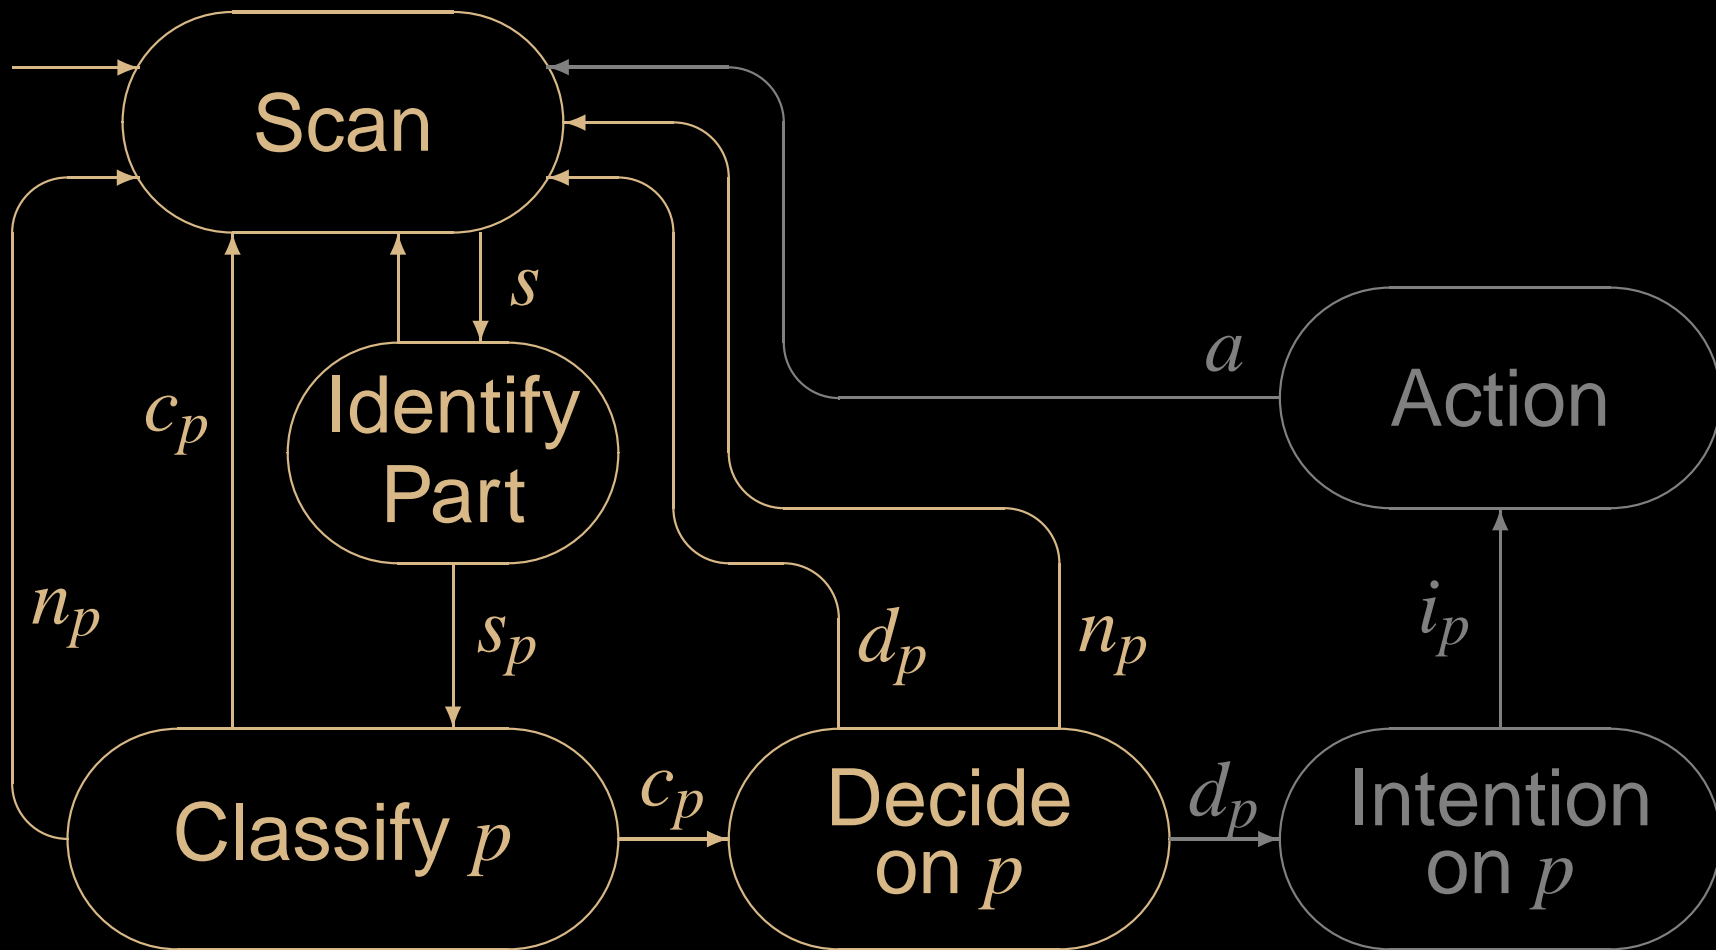 Scan
s
a
Action
c_p
Identify
Part
n_p
s_p
d_p
n_p
i_p
Classify p
c_p
Decide
on p
d_p
Intention
on p